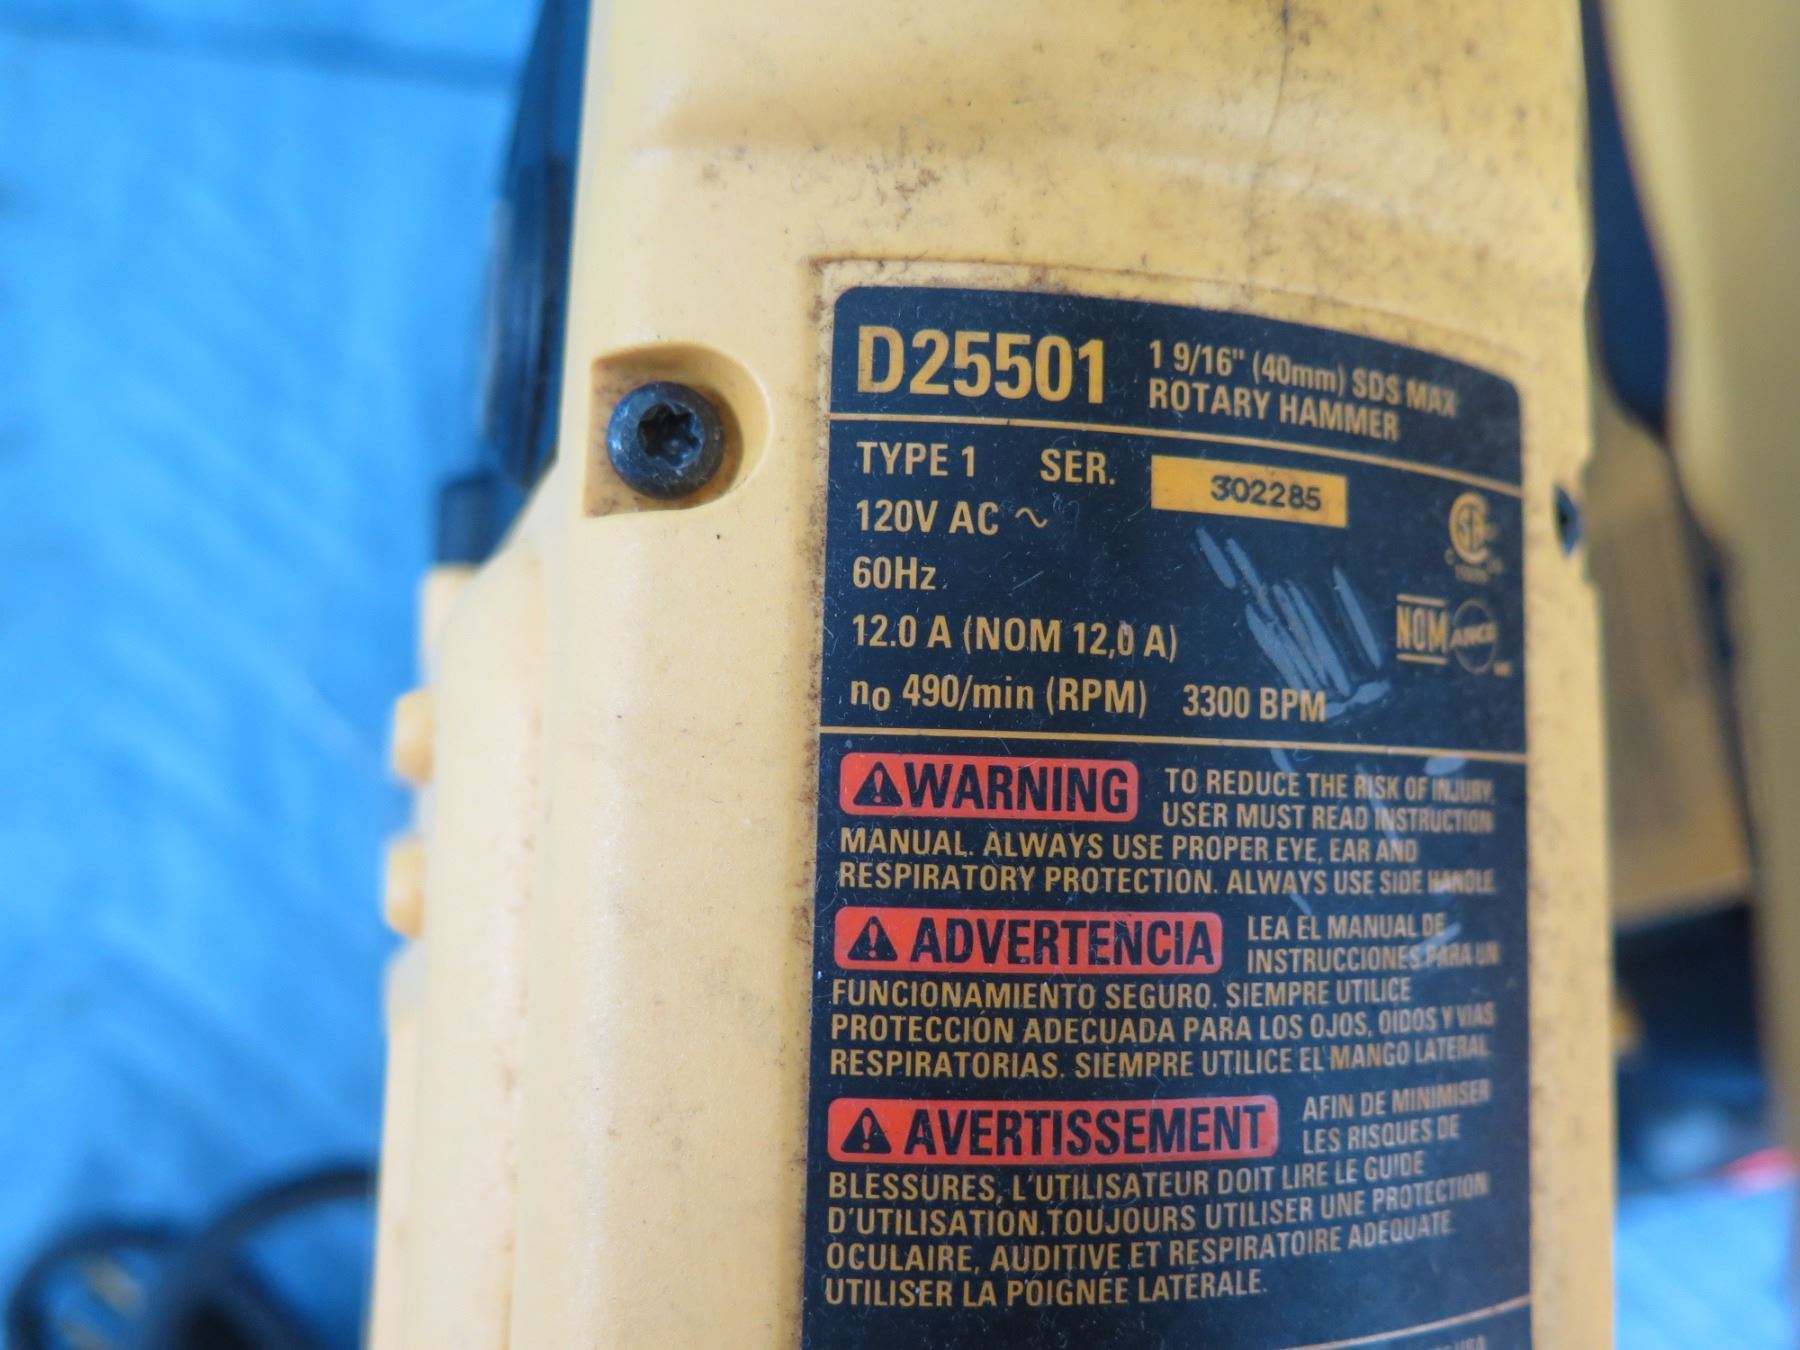 D25501 1 9/16" (40mm) SDS MAX
ROTARY HAMMER
TYPE 1 SER. 302285
120V AC ~
60Hz
12.0 A (NOM 12,0 A)
n₀ 490/min (RPM) 3300 BPM
NOM ANCE
WARNING TO REDUCE THE RISK OF INJURY,
USER MUST READ INSTRUCTION
MANUAL. ALWAYS USE PROPER EYE, EAR AND
RESPIRATORY PROTECTION. ALWAYS USE SIDE HANDLE.
ADVERTENCIA LEA EL MANUAL DE
INSTRUCCIONES PARA UN
FUNCIONAMIENTO SEGURO. SIEMPRE UTILICE
PROTECCIÓN ADECUADA PARA LOS OJOS, OIDOS Y VIAS
RESPIRATORIAS. SIEMPRE UTILICE EL MANGO LATERAL
AVERTISSEMENT AFIN DE MINIMISER
LES RISQUES DE
BLESSURES, L'UTILISATEUR DOIT LIRE LE GUIDE
D'UTILISATION.TOUJOURS UTILISER UNE PROTECTION
OCULAIRE, AUDITIVE ET RESPIRATOIRE ADÉQUATE.
UTILISER LA POIGNÉE LATERALE.